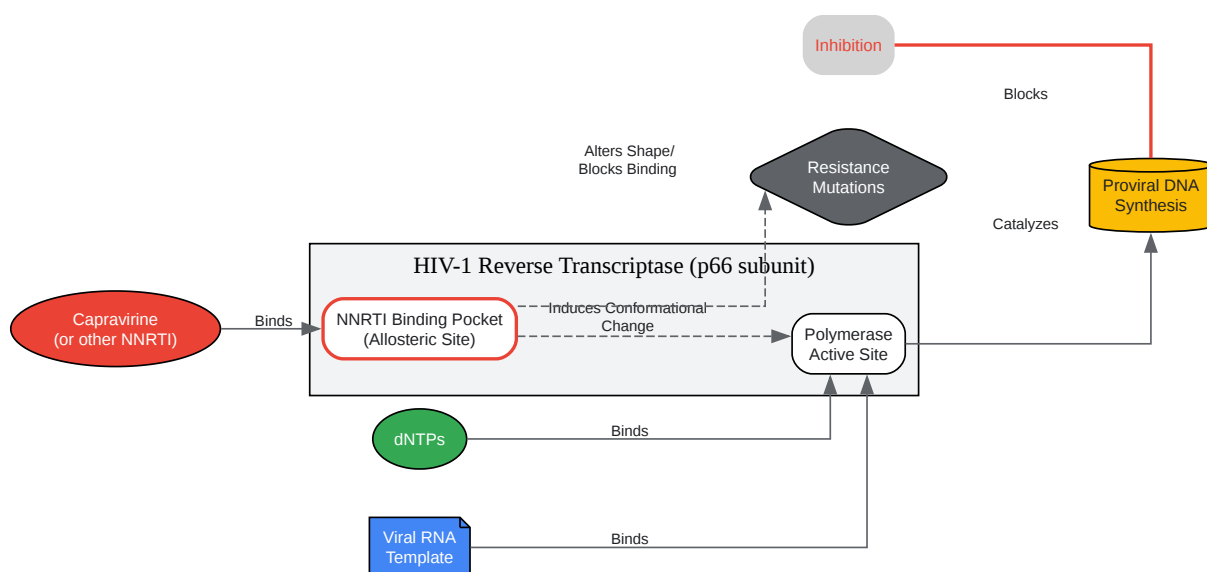 Inhibition
Blocks
Alters Shape/
Blocks Binding
Resistance
Mutations
Proviral DNA
Synthesis
Catalyzes
HIV-1 Reverse Transcriptase (p66 subunit)
Capravirine
(or other NNRTI)
Binds
NNRTI Binding Pocket
(Allosteric Site)
Induces Conformational
Change
Polymerase
Active Site
dNTPs
Binds
Viral RNA
Template
Binds